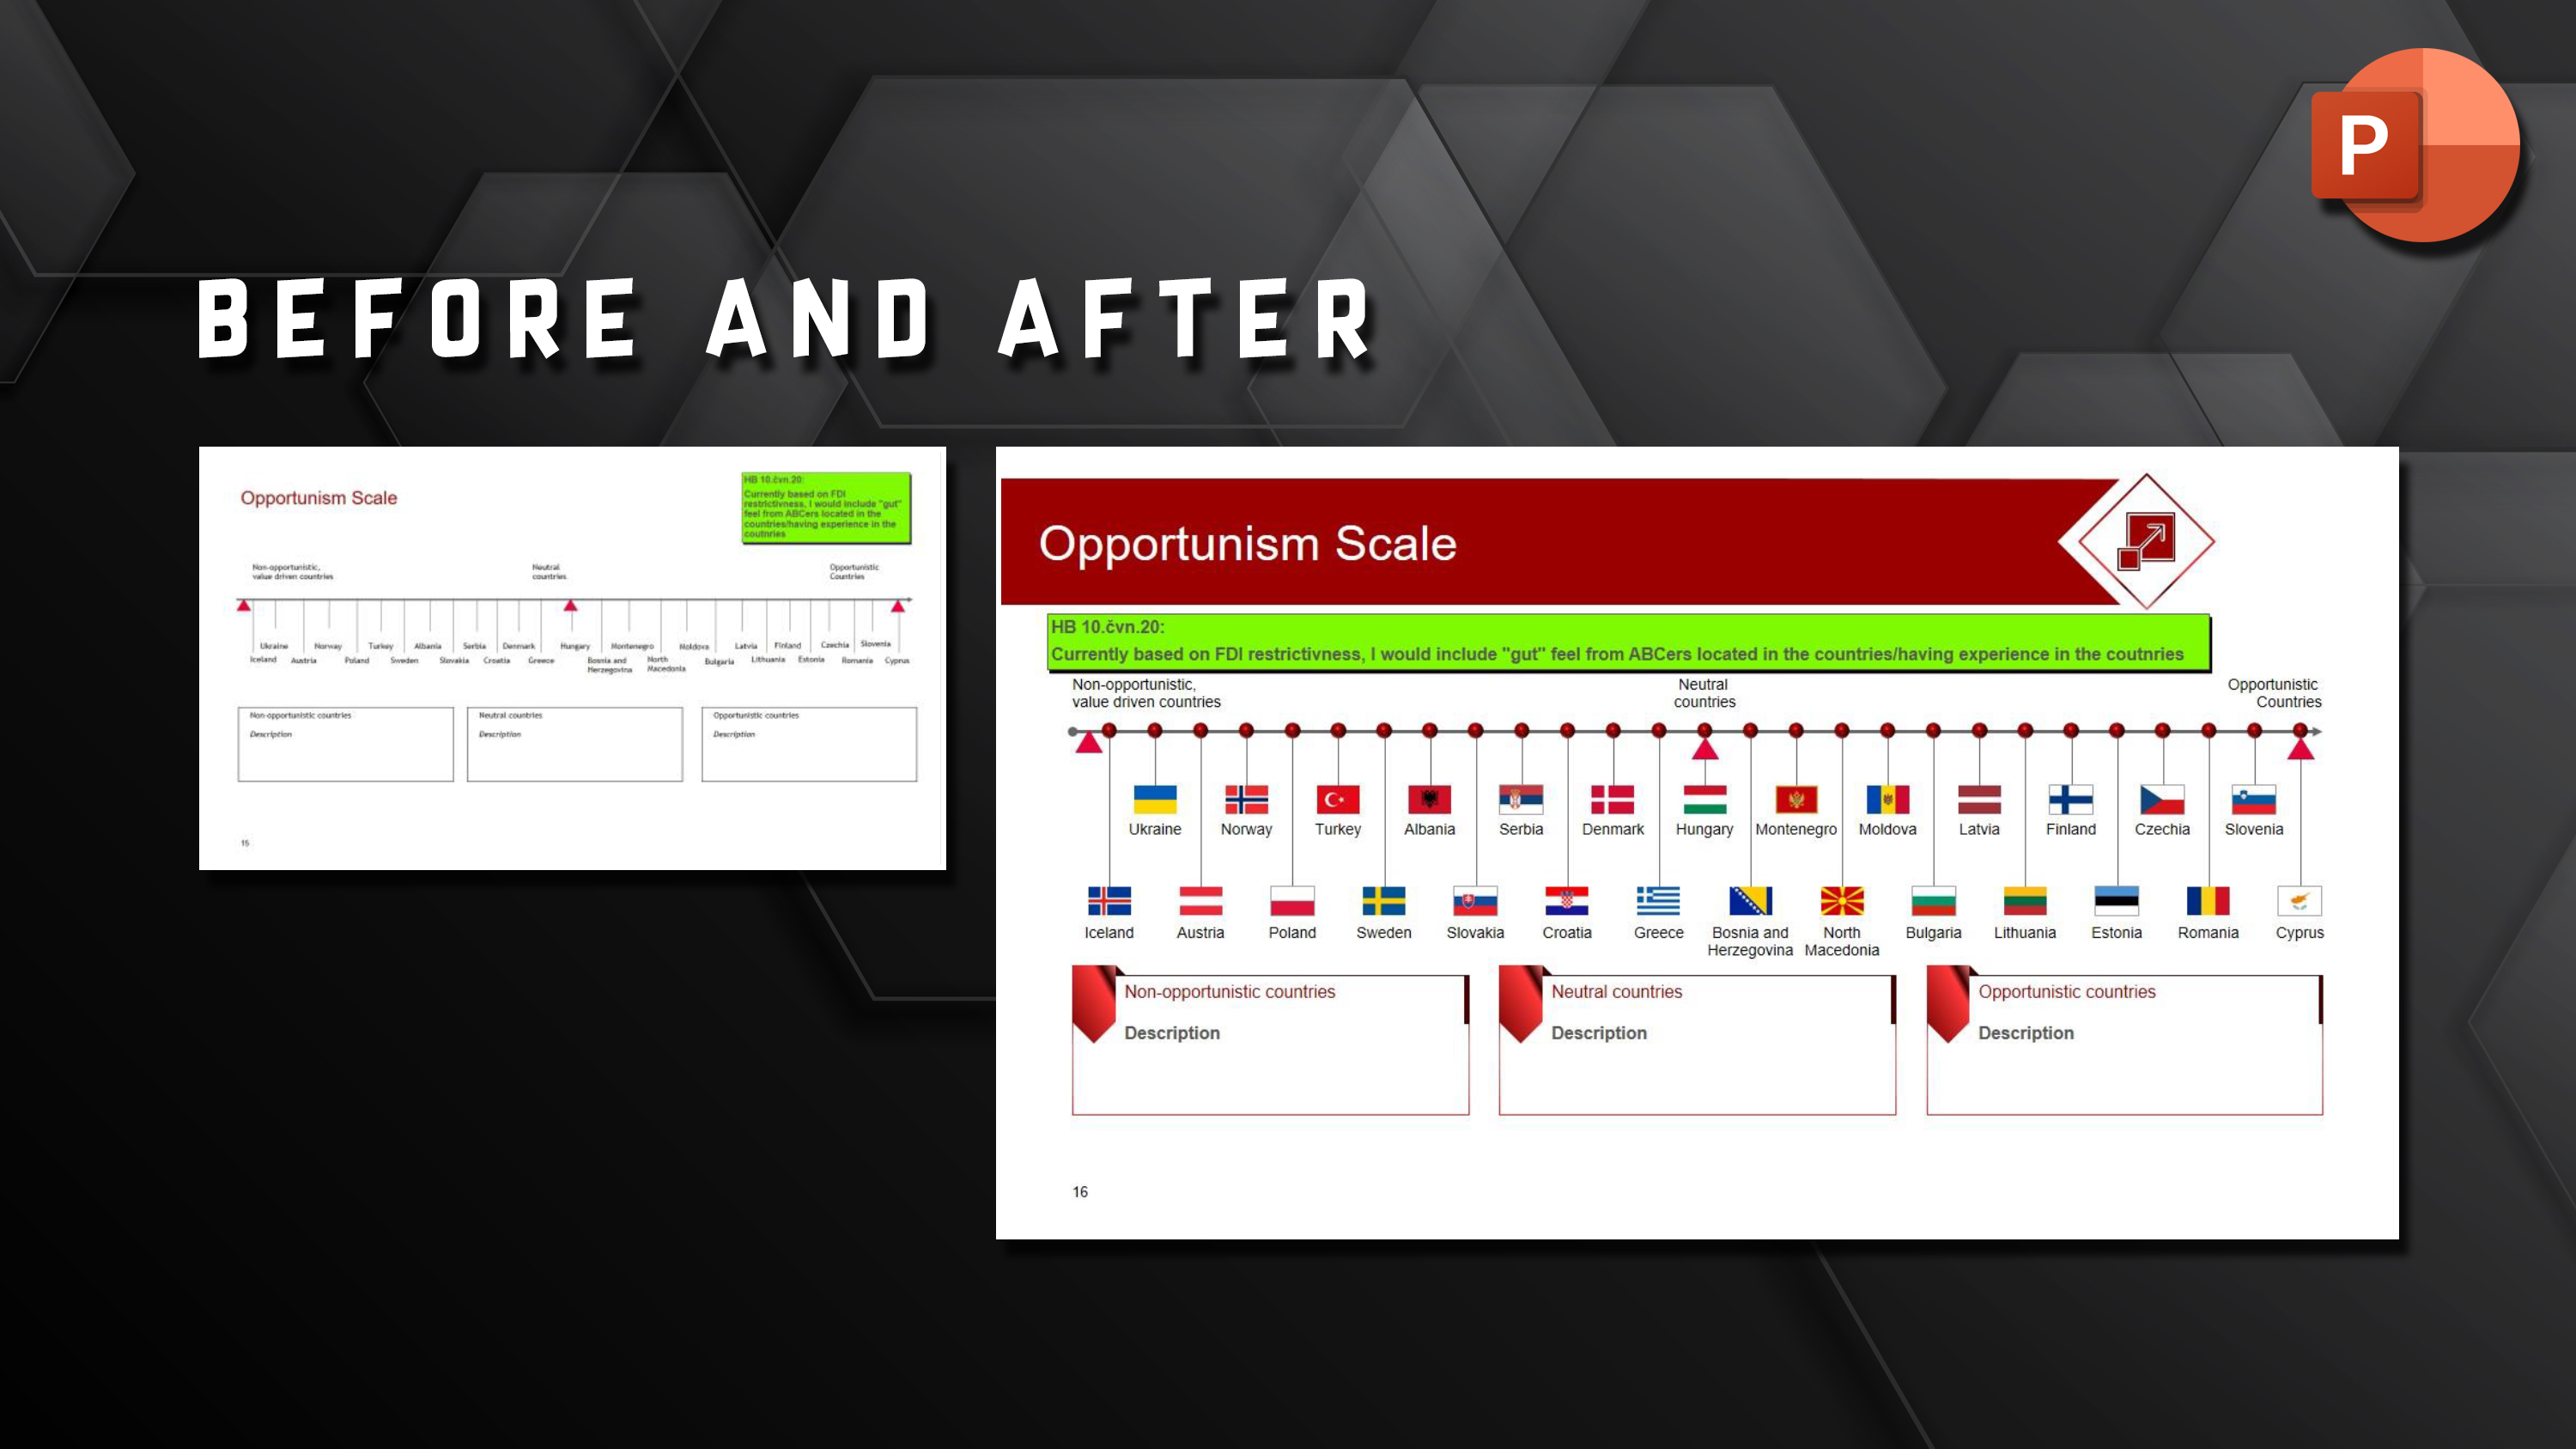 P
BEFORE AND AFTER
Opportunism Scale
HB 10.čvn.20:
Currently based on FDI
restrictivness, I would include "gut"
feel from ABCers located in the
countries/having experience in the
coutnries
Non-opportunistic,
value driven countries
Neutral
countries
Opportunistic
Countries
Ukraine Norway Turkey Albania Serbia Denmark Hungary Montenegro Moldova Latvia Finland Czechia Slovenia
Iceland Austria Poland Sweden Slovakia Croatia Greece Bosnia and Herzegovina North Macedonia Bulgaria Lithuania Estonia Romania Cyprus
Non-opportunistic countries
Description
Neutral countries
Description
Opportunistic countries
Description
Opportunism Scale
HB 10.čvn.20:
Currently based on FDI restrictivness, I would include "gut" feel from ABCers located in the countries/having experience in the coutnries
Non-opportunistic,
value driven countries
Neutral
countries
Opportunistic
Countries
Ukraine Norway Turkey Albania Serbia Denmark Hungary Montenegro Moldova Latvia Finland Czechia Slovenia
Iceland Austria Poland Sweden Slovakia Croatia Greece Bosnia and Herzegovina North Macedonia Bulgaria Lithuania Estonia Romania Cyprus
Non-opportunistic countries
Description
Neutral countries
Description
Opportunistic countries
Description
16